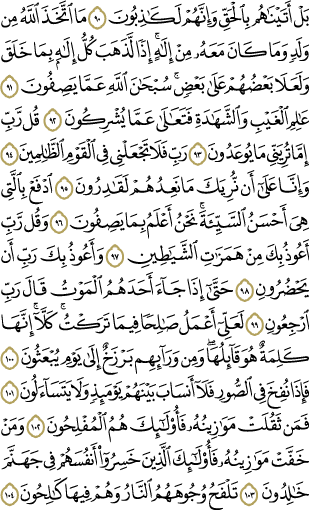 بَلْ أَتَيْنَٰهُم بِٱلْحَقِّ وَإِنَّهُمْ لَكَٰذِبُونَ ٩٠ مَا ٱتَّخَذَ ٱللَّهُ مِن
وَلَدٍ وَمَا كَانَ مَعَهُۥ مِنْ إِلَٰهٍ ۚ إِذًا لَّذَهَبَ كُلُّ إِلَٰهٍۭ بِمَا خَلَقَ
وَلَعَلَا بَعْضُهُمْ عَلَىٰ بَعْضٍ ۚ سُبْحَٰنَ ٱللَّهِ عَمَّا يَصِفُونَ ٩١
عَٰلِمِ ٱلْغَيْبِ وَٱلشَّهَٰدَةِ فَتَعَٰلَىٰ عَمَّا يُشْرِكُونَ ٩٢ قُل رَّبِّ
إِمَّا تُرِيَنِّى مَا يُوعَدُونَ ٩٣ رَبِّ فَلَا تَجْعَلْنِى فِى ٱلْقَوْمِ ٱلظَّٰلِمِينَ ٩٤
وَإِنَّا عَلَىٰٓ أَن نُّرِيَكَ مَا نَعِدُهُمْ لَقَٰدِرُونَ ٩٥ ٱدْفَعْ بِٱلَّتِى
هِىَ أَحْسَنُ ٱلسَّيِّئَةَ ۚ نَحْنُ أَعْلَمُ بِمَا يَصِفُونَ ٩٦ وَقُل رَّبِّ
أَعُوذُ بِكَ مِنْ هَمَزَٰتِ ٱلشَّيَٰطِينِ ٩٧ وَأَعُوذُ بِكَ رَبِّ أَن
يَحْضُرُونِ ٩٨ حَتَّىٰٓ إِذَا جَآءَ أَحَدَهُمُ ٱلْمَوْتُ قَالَ رَبِّ
ٱرْجِعُونِ ٩٩ لَعَلِّىٓ أَعْمَلُ صَٰلِحًا فِيمَا تَرَكْتُ ۚ كَلَّآ ۚ إِنَّهَا
كَلِمَةٌ هُوَ قَآئِلُهَا ۖ وَمِن وَرَآئِهِم بَرْزَخٌ إِلَىٰ يَوْمِ يُبْعَثُونَ ١٠٠
فَإِذَا نُفِخَ فِى ٱلصُّورِ فَلَآ أَنسَابَ بَيْنَهُمْ يَوْمَئِذٍ وَلَا يَتَسَآءَلُونَ ١٠١
فَمَن ثَقُلَتْ مَوَٰزِينُهُۥ فَأُو۟لَٰٓئِكَ هُمُ ٱلْمُفْلِحُونَ ١٠٢ وَمَنْ
خَفَّتْ مَوَٰزِينُهُۥ فَأُو۟لَٰٓئِكَ ٱلَّذِينَ خَسِرُوٓا۟ أَنفُسَهُمْ فِى جَهَنَّمَ
خَٰلِدُونَ ١٠٣ تَلْفَحُ وُجُوهَهُمُ ٱلنَّارُ وَهُمْ فِيهَا كَٰلِحُونَ ١٠٤